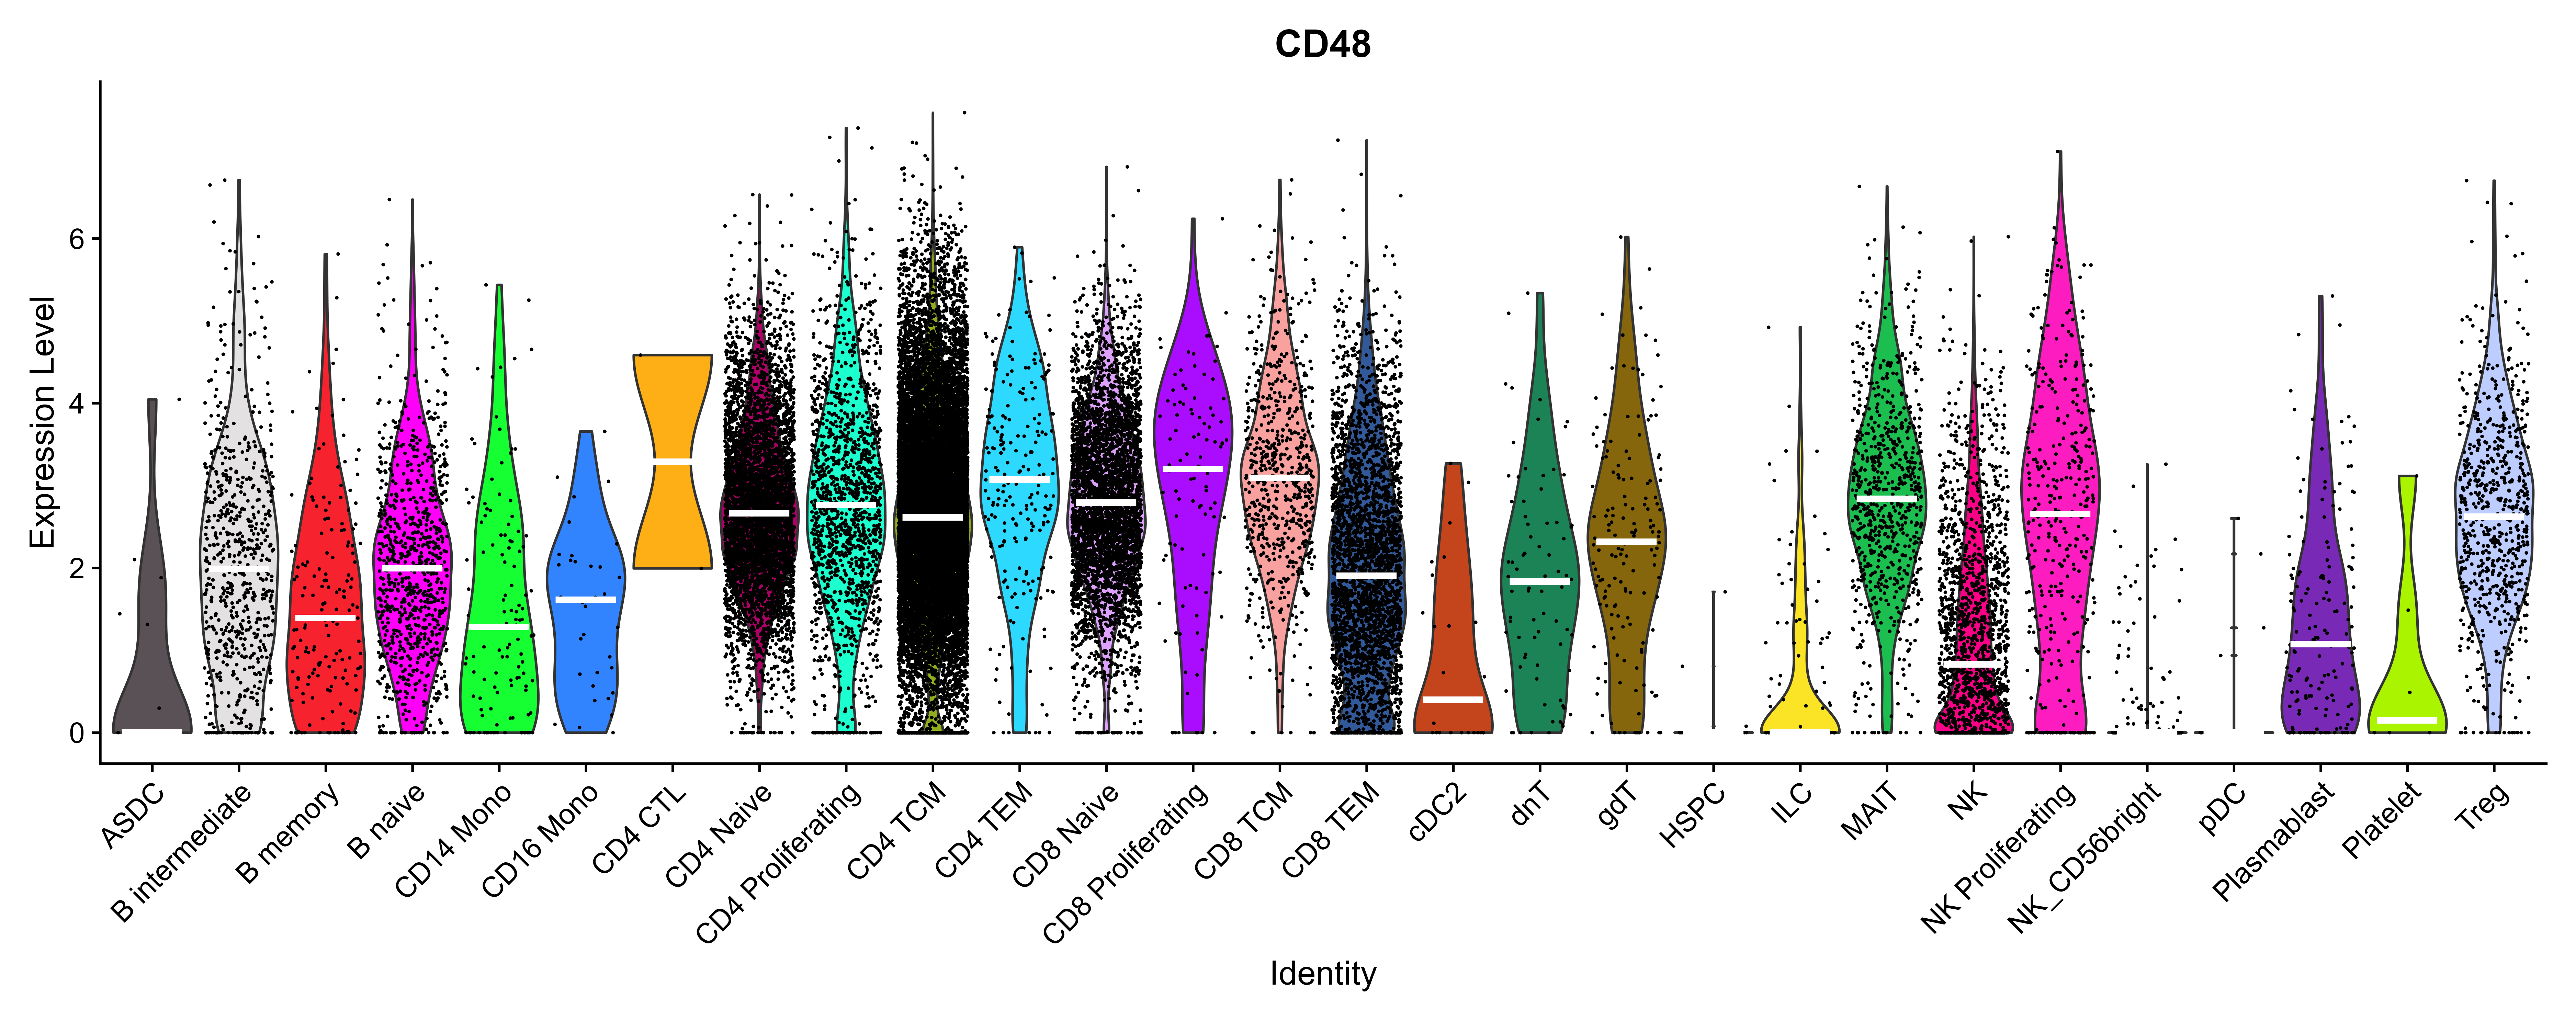 CD48
Expression Level
6
4
2
0
ASDC
B intermediate
B memory
B naive
CD14 Mono
CD16 Mono
CD4 CTL
CD4 Naive
CD4 Proliferating
CD4 TCM
CD4 TEM
CD8 Naive
CD8 Proliferating
CD8 TCM
CD8 TEM
cDC2
dnT
gdT
HSPC
ILC
MAIT
NK
NK Proliferating
NK_CD56bright
pDC
Plasmablast
Platelet
Treg
Identity